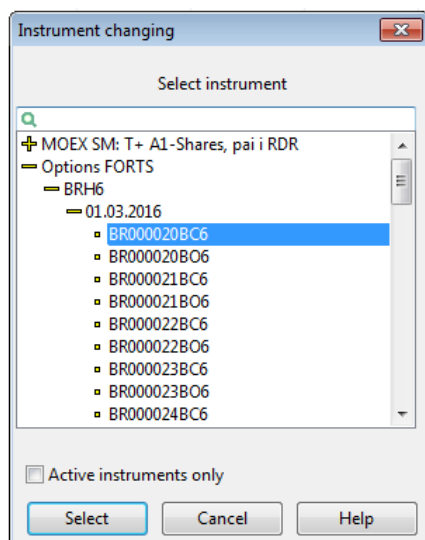 Instrument changing
Select instrument
MOEX SM: T+ A1-Shares, pai i RDR
Options FORTS
BRH6
01.03.2016
BR000020BC6
BR000020BO6
BR000021BC6
BR000021BO6
BR000022BC6
BR000022BO6
BR000023BC6
BR000023BO6
BR000024BC6
Active instruments only
Select Cancel Help